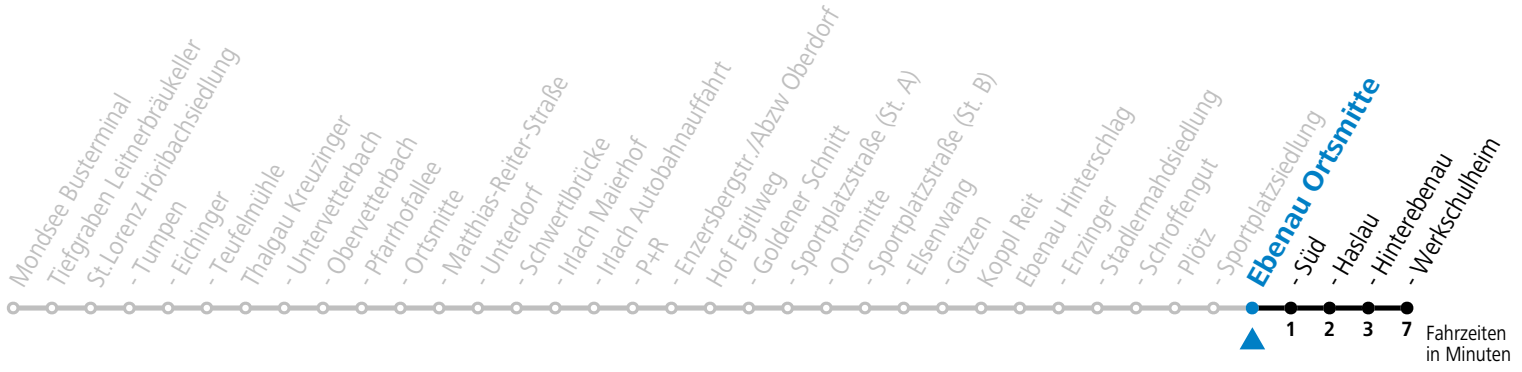 Mondsee Busterminal
Tiefgraben Leitnerbräukeller
St.Lorenz Höribachsiedlung
- Tumpen
- Eichinger
- Teufelmühle
Thalgau Kreuzinger
- Untervetterbach
- Obervetterbach
- Pfarrhofallee
- Ortsmitte
- Matthias-Reiter-Straße
- Unterdorf
- Schwertlbrücke
- rlach Maierhof
- Irlach Autobahnauffahrt
- P+R
- Enzersbergstr./Abzw Oberdorf
Hof Egitlweg
- Goldener Schnitt
- Sportplatzstraße (St. A)
- Ortsmitte
- Sportplatzstraße (St. B)
- Elsenwang
- Gitzen
Koppl Reit
Ebenau Hinterschlag
- Enzinger
- Stadlermahdsiedlung
- Schroffengut
- Plötz
- Sportplatzsiedlung
Ebenau Ortsmitte
- Süd
- Haslau
- Hinterebenau
- Werkschulheim
1 2 3 7
Fahrzeiten
in Minuten